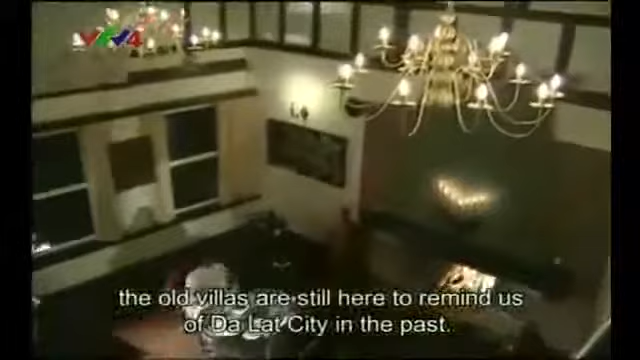 VTV4
the old villas are still here to remind us
of Da Lat City in the past.